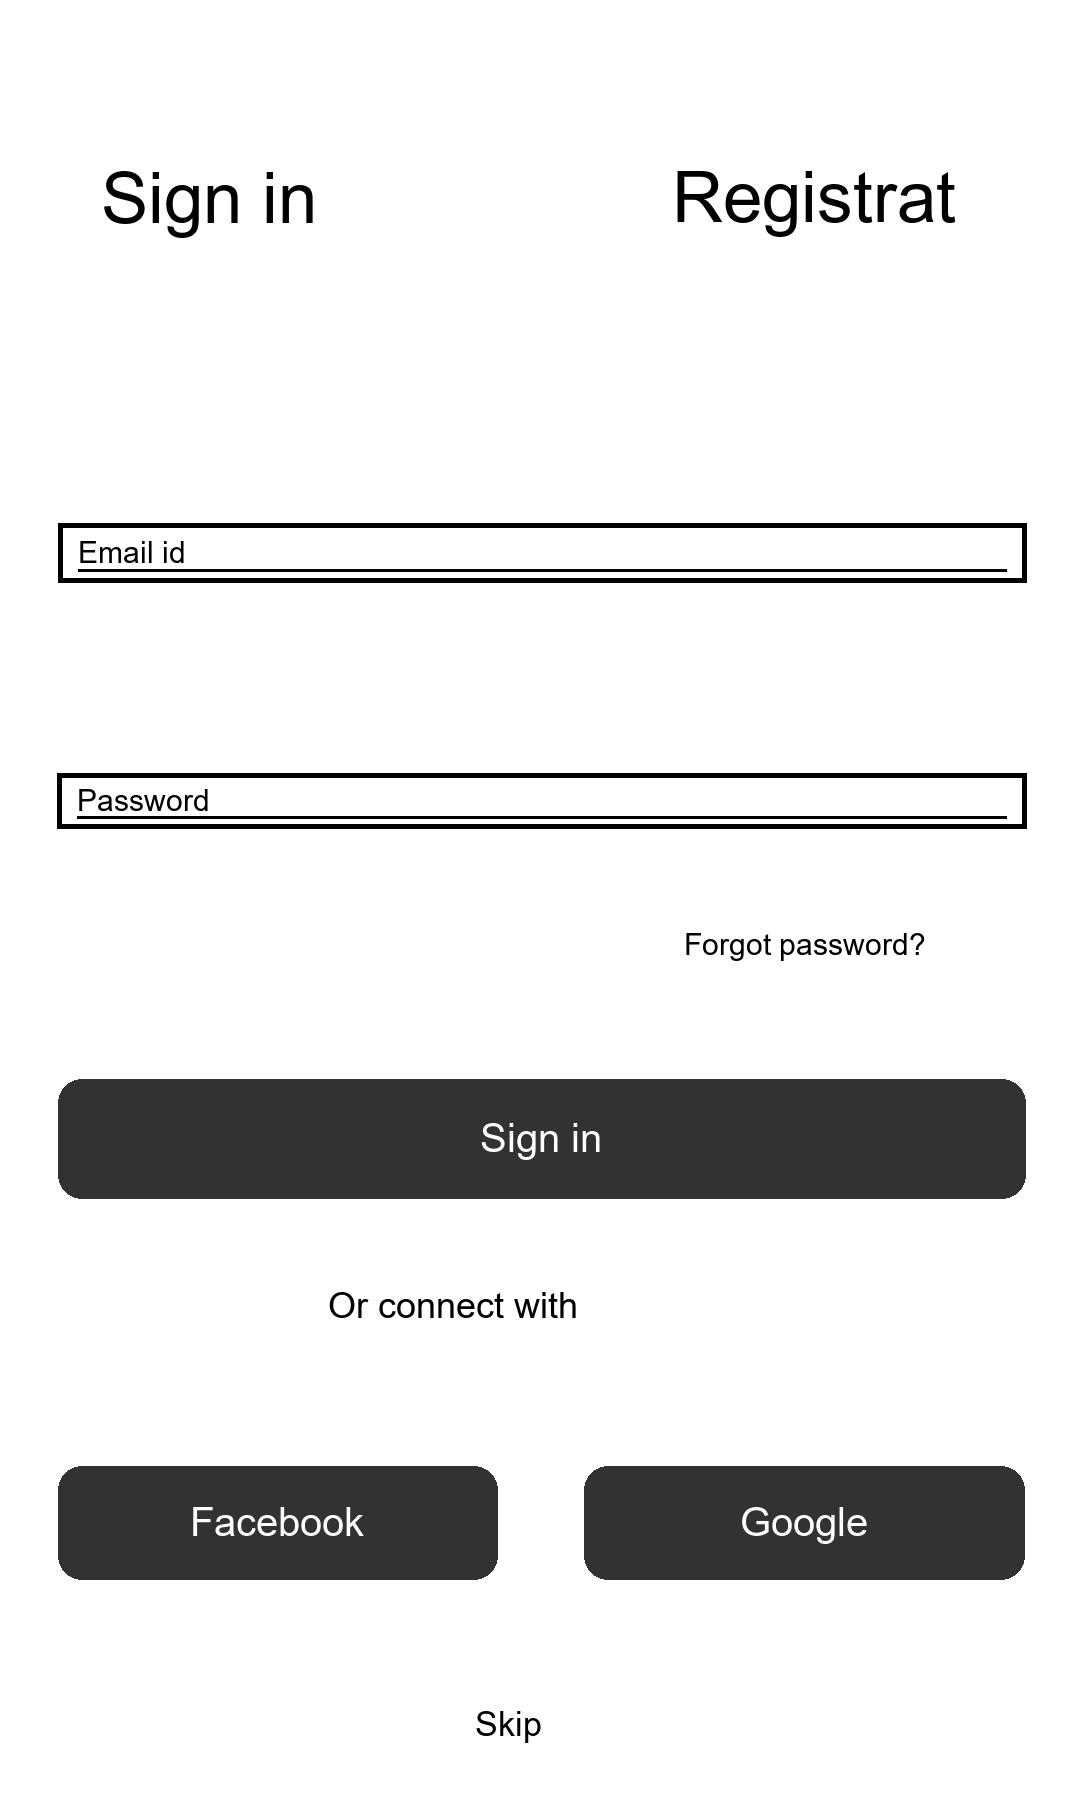 Sign in
Registrat
Email id
Password
Forgot password?
Sign in
Or connect with
Facebook
Google
Skip